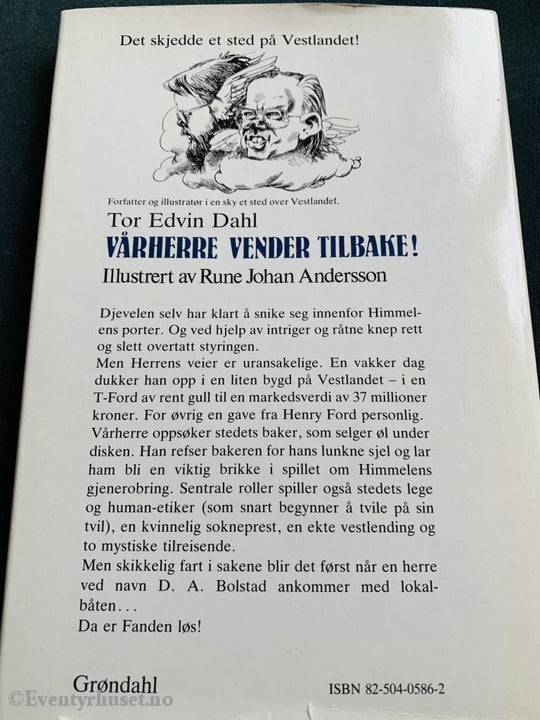 Det skjedde et sted på Vestlandet!
Forfatter og illustratør i en sky et sted over Vestlandet.
Tor Edvin Dahl
VÅRHERRE VENDER TILBAKE!
Illustrert av Rune Johan Andersson
Djevelen selv har klart å snike seg innenfor Himmel-
ens porter. Og ved hjelp av intriger og råtne knep rett
og slett overtatt styringen.
Men Herrens veier er uransakelige. En vakker dag
dukker han opp i en liten bygd på Vestlandet – i en
T-Ford av rent gull til en markedsverdi av 37 millioner
kroner. For øvrig en gave fra Henry Ford personlig.
Vårherre oppsøker stedets baker, som selger øl under
disken. Han refser bakeren for hans lunkne sjel og lar
ham bli en viktig brikke i spillet om Himmelens
gjenerobring. Sentrale roller spiller også stedets lege
og human-etiker (som snart begynner å tvile på sin
tvil), en kvinnelig sokneprest, en ekte vestlending og
to mystiske tilreisende.
Men skikkelig fart i sakene blir det først når en herre
ved navn D. A. Bolstad ankommer med lokal-
båten...
Da er Fanden løs!
Grøndahl
ISBN 82-504-0586-2
©Eventyrhuset.no